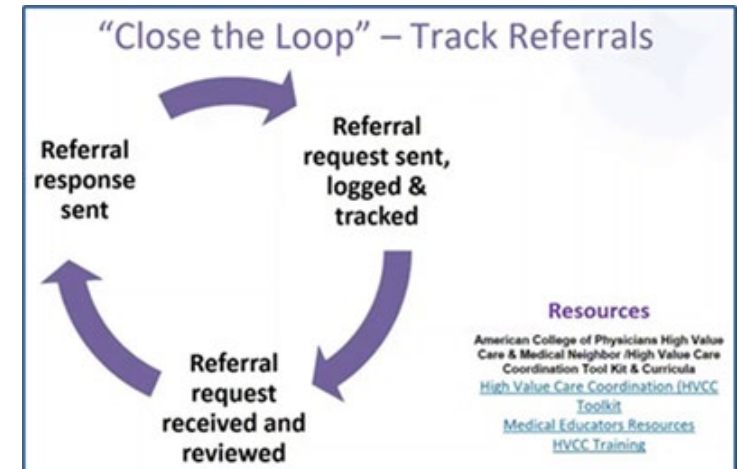 “Close the Loop” – Track Referrals
Referral
request sent,
logged &
tracked
Referral
request
received and
reviewed
Referral
response
sent
Resources
American College of Physicians High Value
Care & Medical Neighbor /High Value Care
Coordination Tool Kit & Curricula
High Value Care Coordination (HVCC
Toolkit
Medical Educators Resources
HVCC Training